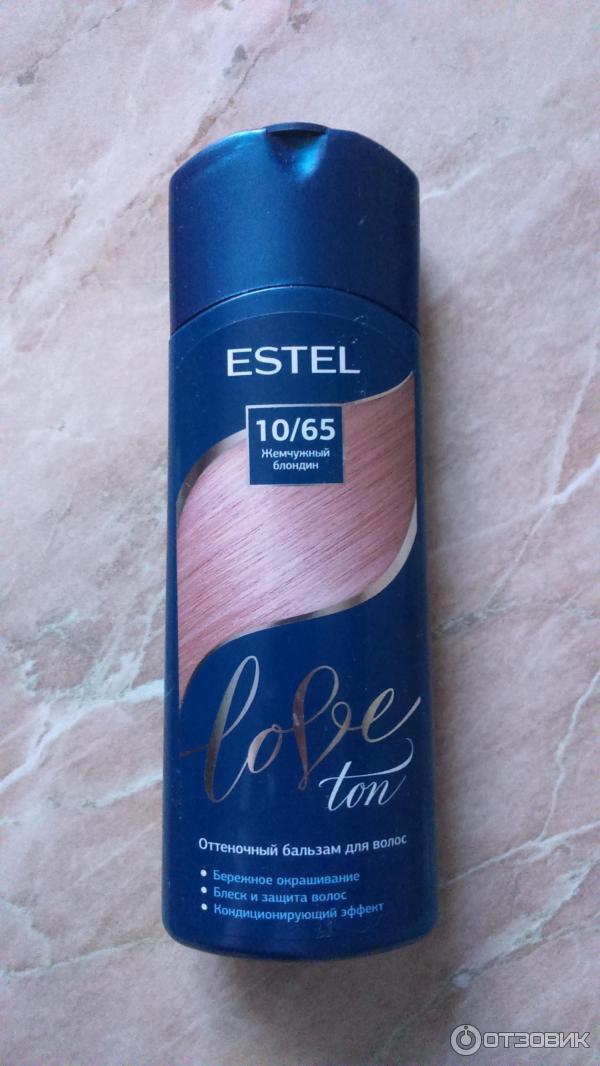 ESTEL
10/65
Жемчужный
блондин
love
ton
Оттеночный бальзам для волос
• Бережное окрашивание
• Блеск и защита волос
• Кондиционирующий эффект
ОТЗОВИК